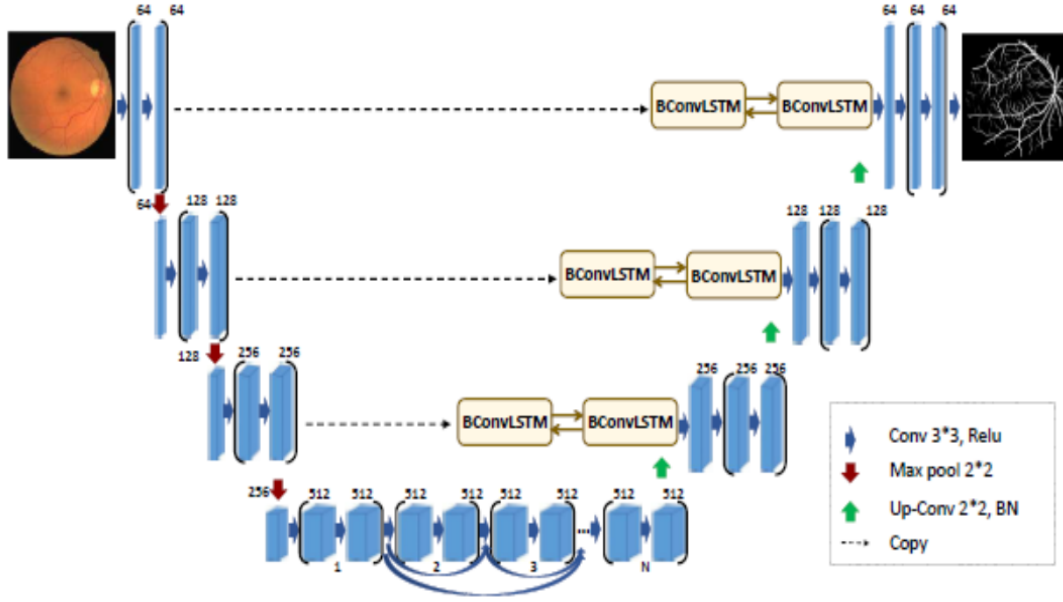 64 64
64 64 64
BConvLSTM BConvLSTM
64 128 128
128 128 128
BConvLSTM BConvLSTM
128 256 256
256 256 256
BConvLSTM BConvLSTM
256 512 512 512 512 512 512 ... 512 512
1 2 3 N
Conv 3*3, Relu
Max pool 2*2
Up-Conv 2*2, BN
Copy